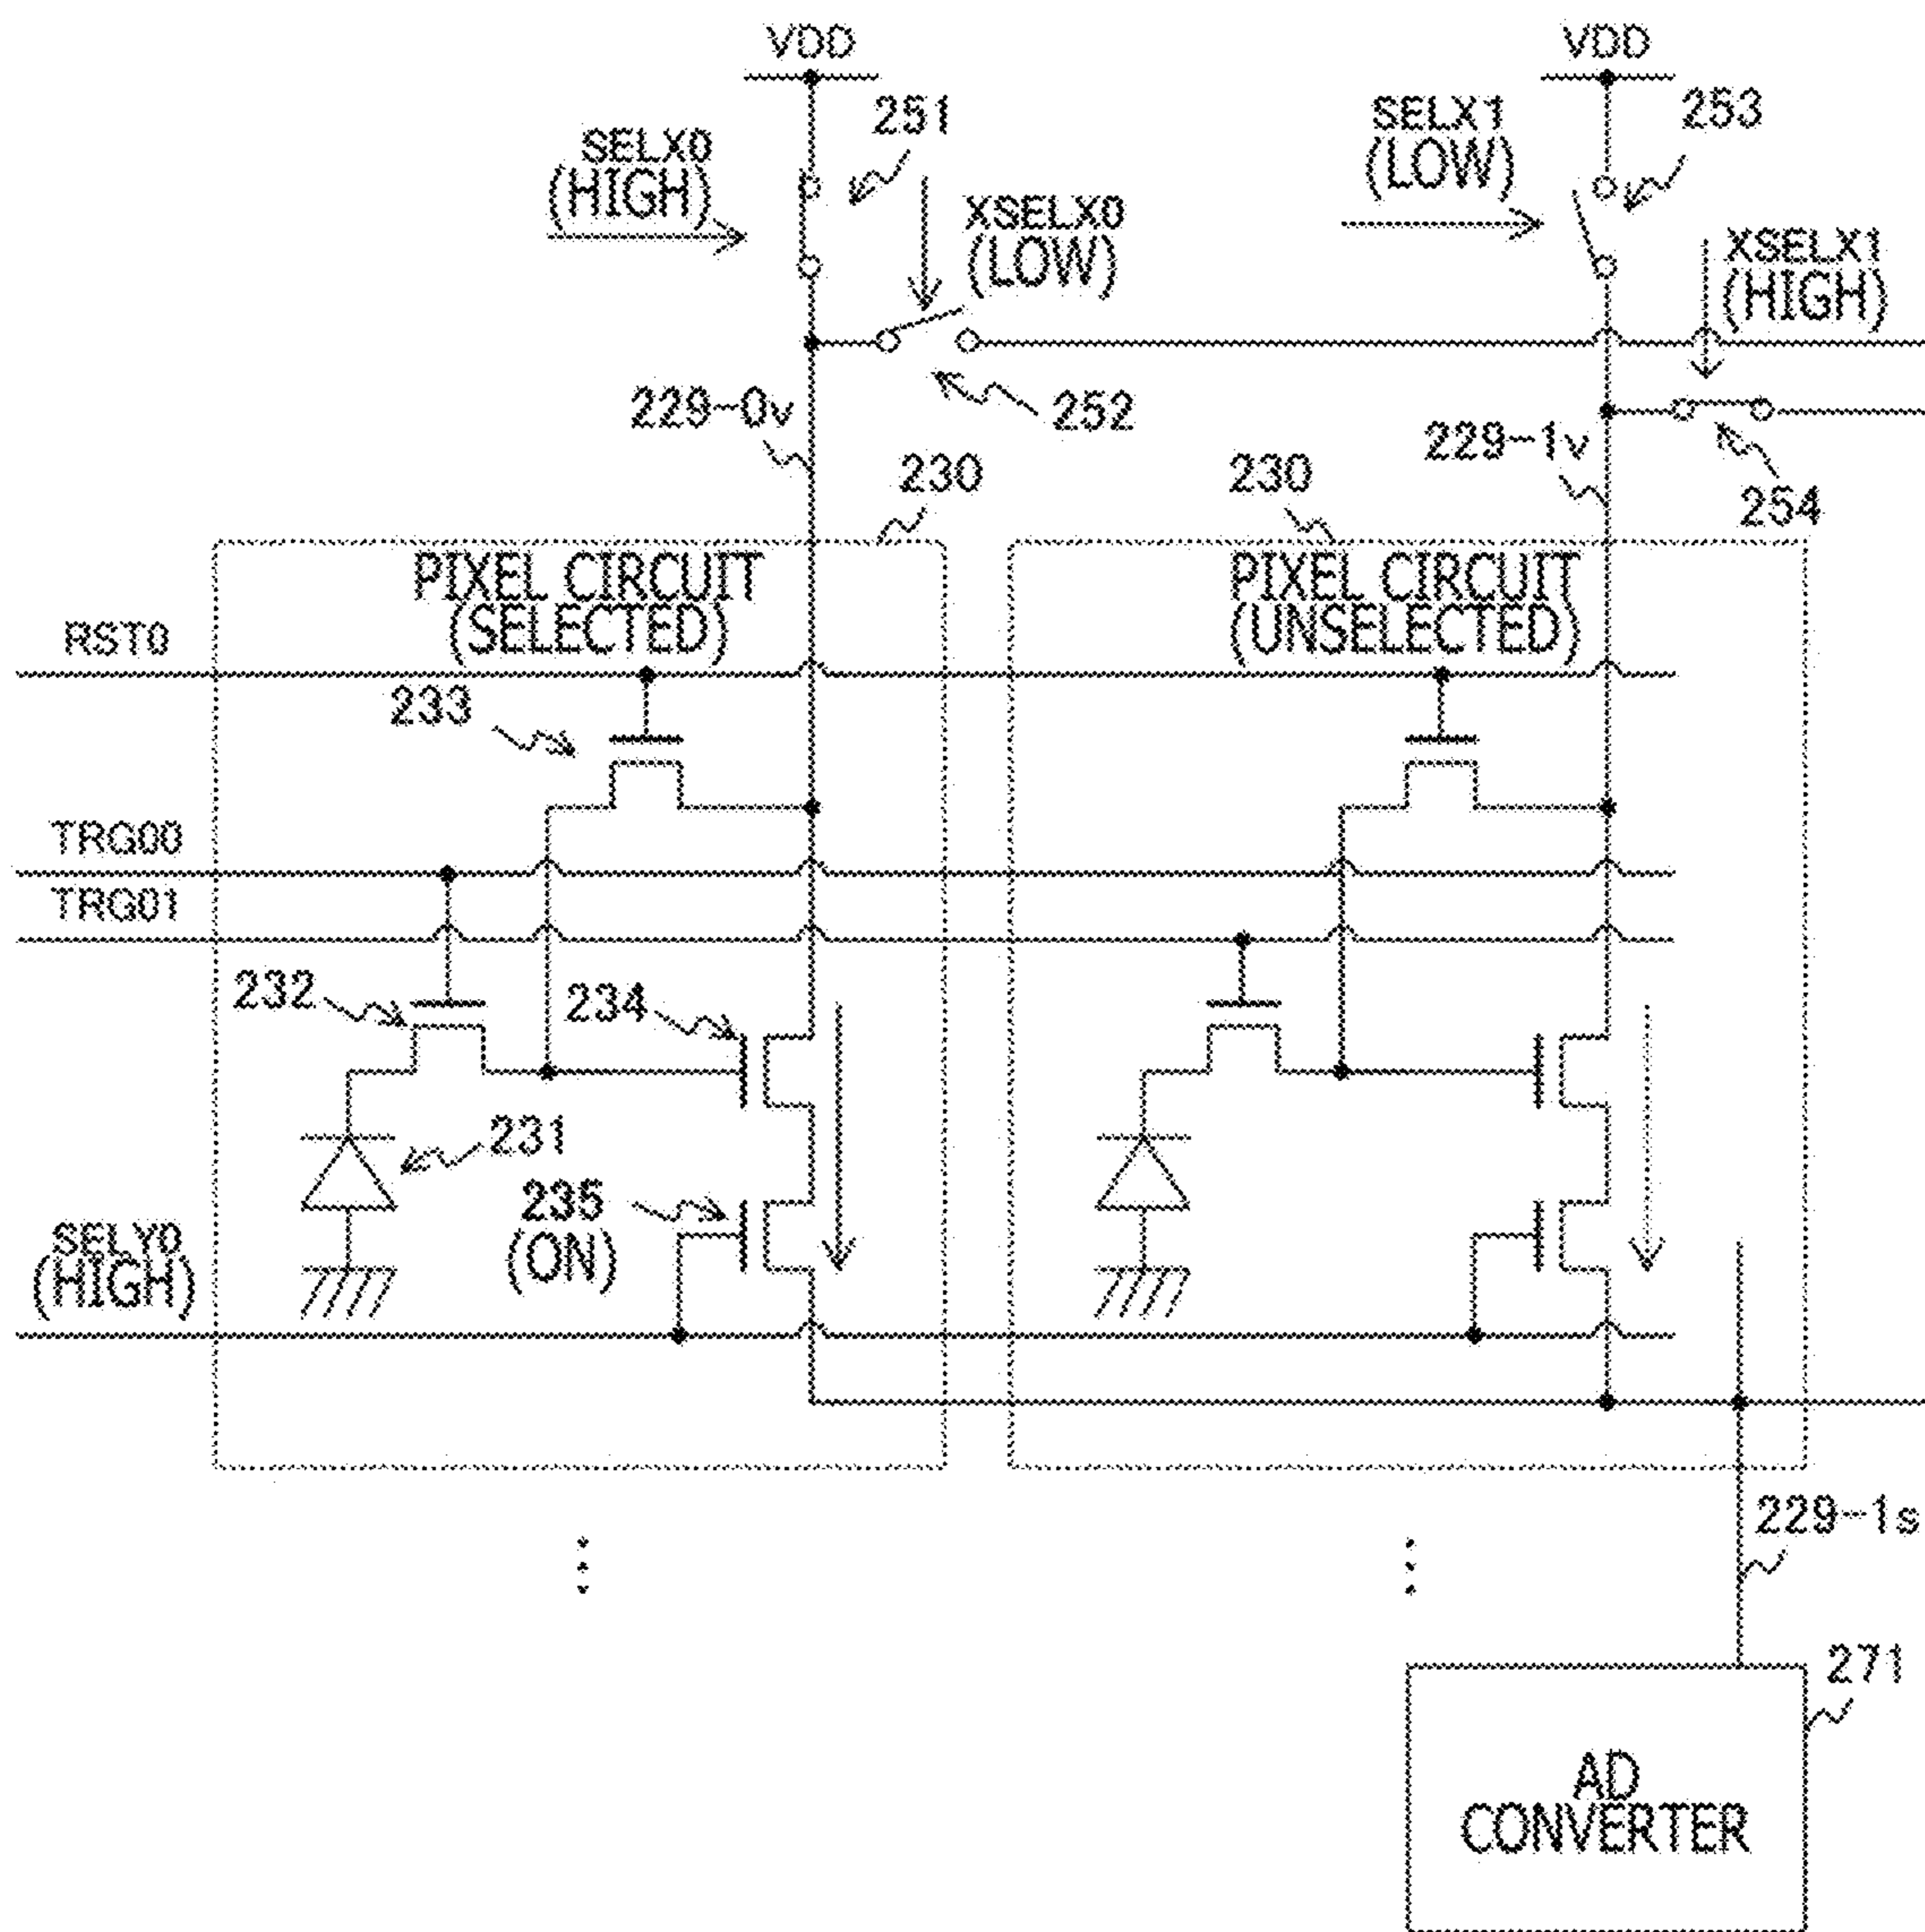 VDD
VDD
251
253
SELX0
(HIGH)
SELX1
(LOW)
XSELX0
(LOW)
XSELX1
(HIGH)
229-0v
252
229-1v
254
230
230
PIXEL CIRCUIT
(SELECTED)
PIXEL CIRCUIT
(UNSELECTED)
RST0
233
TRG00
TRG01
232
234
231
235
(ON)
SELY0
(HIGH)
229-1s
271
AD
CONVERTER